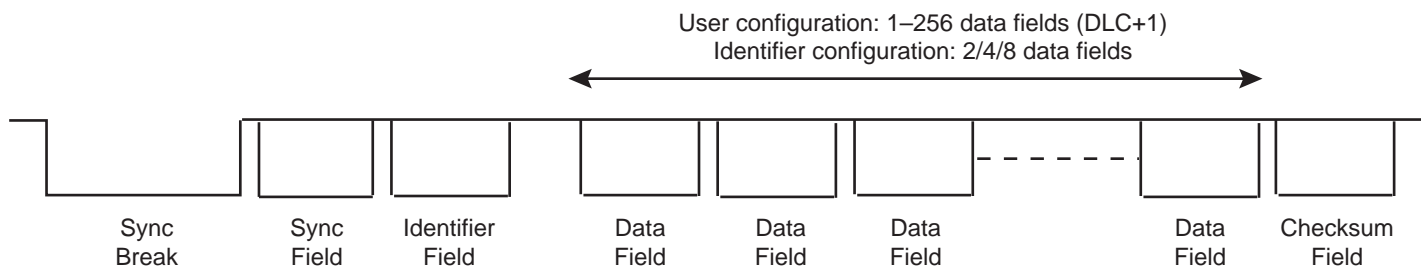 User configuration: 1–256 data fields (DLC+1)
Identifier configuration: 2/4/8 data fields
Sync
Break
Sync
Field
Identifier
Field
Data
Field
Data
Field
Data
Field
Data
Field
Checksum
Field